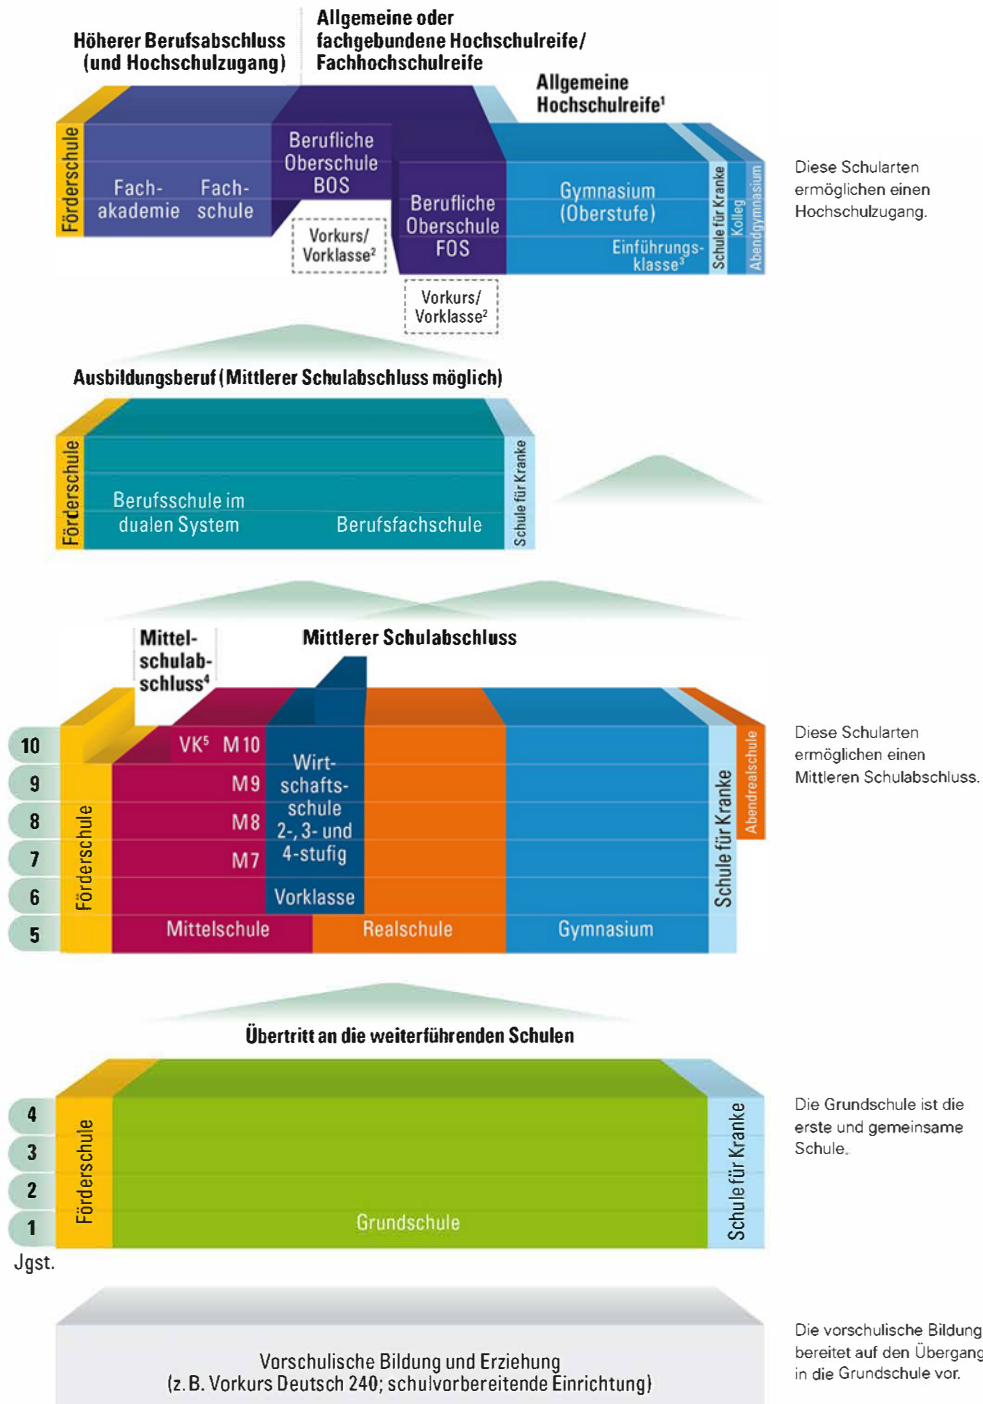 Höherer Berufsabschluss
(und Hochschulzugang)
Allgemeine oder
fachgebundene Hochschulreife/
Fachhochschulreife
Allgemeine
Hochschulreife¹
Förderschule
Fach-
akademie
Fach-
schule
Berufliche
Oberschule
BOS
Vorkurs/
Vorklasse²
Berufliche
Oberschule
FOS
Vorkurs/
Vorklasse²
Gymnasium
(Oberstufe)
Einführungs-
klasse³
Schule für Kranke
Kolleg
Abendgymnasium
Diese Schularten
ermöglichen einen
Hochschulzugang.
Ausbildungsberuf (Mittlerer Schulabschluss möglich)
Förderschule
Berufsschule im
dualen System
Berufsfachschule
Schule für Kranke
Mittel-
schulab-
schluss⁴
Mittlerer Schulabschluss
10
9
8
7
6
5
Förderschule
VK⁵ M10
M9
M8
M7
Mittelschule
Wirt-
schafts-
schule
2-, 3- und
4-stufig
Vorklasse
Realschule
Gymnasium
Schule für Kranke
Abendrealschule
Diese Schularten
ermöglichen einen
Mittleren Schulabschluss.
Übertritt an die weiterführenden Schulen
4
3
2
1
Jgst.
Förderschule
Grundschule
Schule für Kranke
Die Grundschule ist die
erste und gemeinsame
Schule.
Vorschulische Bildung und Erziehung
(z. B. Vorkurs Deutsch 240; schulvorbereitende Einrichtung)
Die vorschulische Bildung
bereitet auf den Übergang
in die Grundschule vor.